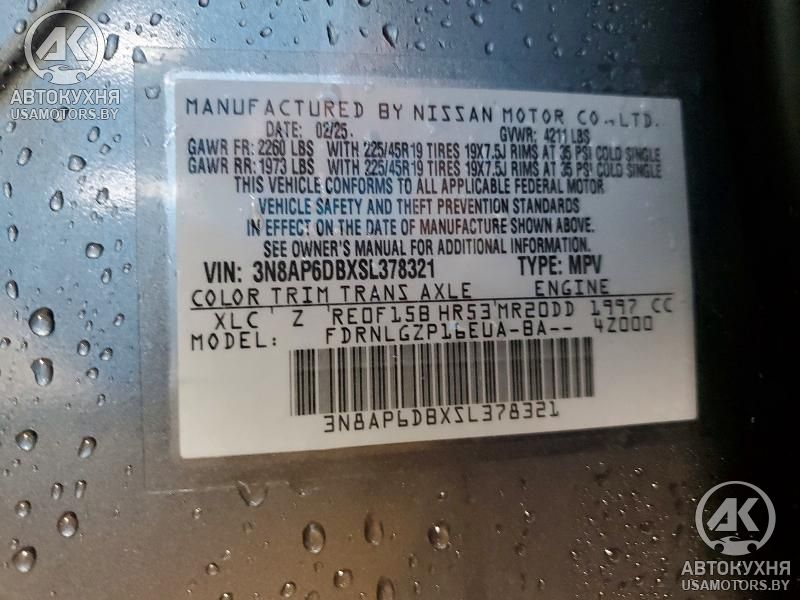 AK
АВТОКУХНЯ
USAMOTORS.BY
MANUFACTURED BY NISSAN MOTOR CO., LTD.
DATE: 02/25. GVWR: 4211 LBS
GAWR FR: 2260 LBS WITH 225/45R19 TIRES 19X7.5J RIMS AT 35 PSI COLD SINGLE
GAWR RR: 1973 LBS WITH 225/45R19 TIRES 19X7.5J RIMS AT 35 PSI COLD SINGLE
THIS VEHICLE CONFORMS TO ALL APPLICABLE FEDERAL MOTOR
VEHICLE SAFETY AND THEFT PREVENTION STANDARDS
IN EFFECT ON THE DATE OF MANUFACTURE SHOWN ABOVE.
SEE OWNER'S MANUAL FOR ADDITIONAL INFORMATION.
VIN: 3N8AP6DBXSL378321 TYPE: MPV
COLOR TRIM TRANS AXLE ENGINE
XLC Z RE0F15B HR53 MR20DD 1997 CC
MODEL: FDRNLGZP16EUA-BA-- 4Z000
3N8AP6DBXSL378321
AK
АВТОКУХНЯ
USAMOTORS.BY